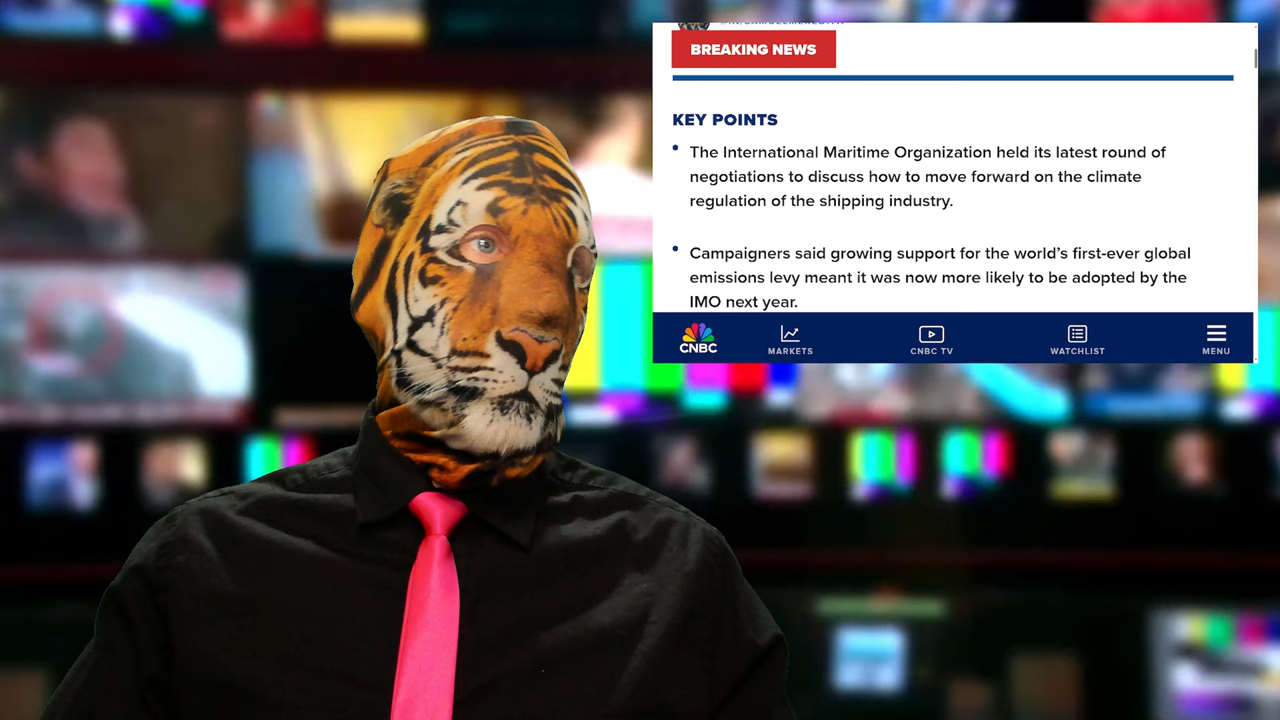 BREAKING NEWS
KEY POINTS
• The International Maritime Organization held its latest round of
negotiations to discuss how to move forward on the climate
regulation of the shipping industry.
• Campaigners said growing support for the world’s first-ever global
emissions levy meant it was now more likely to be adopted by the
IMO next year.
CNBC
MARKETS
CNBC TV
WATCHLIST
MENU